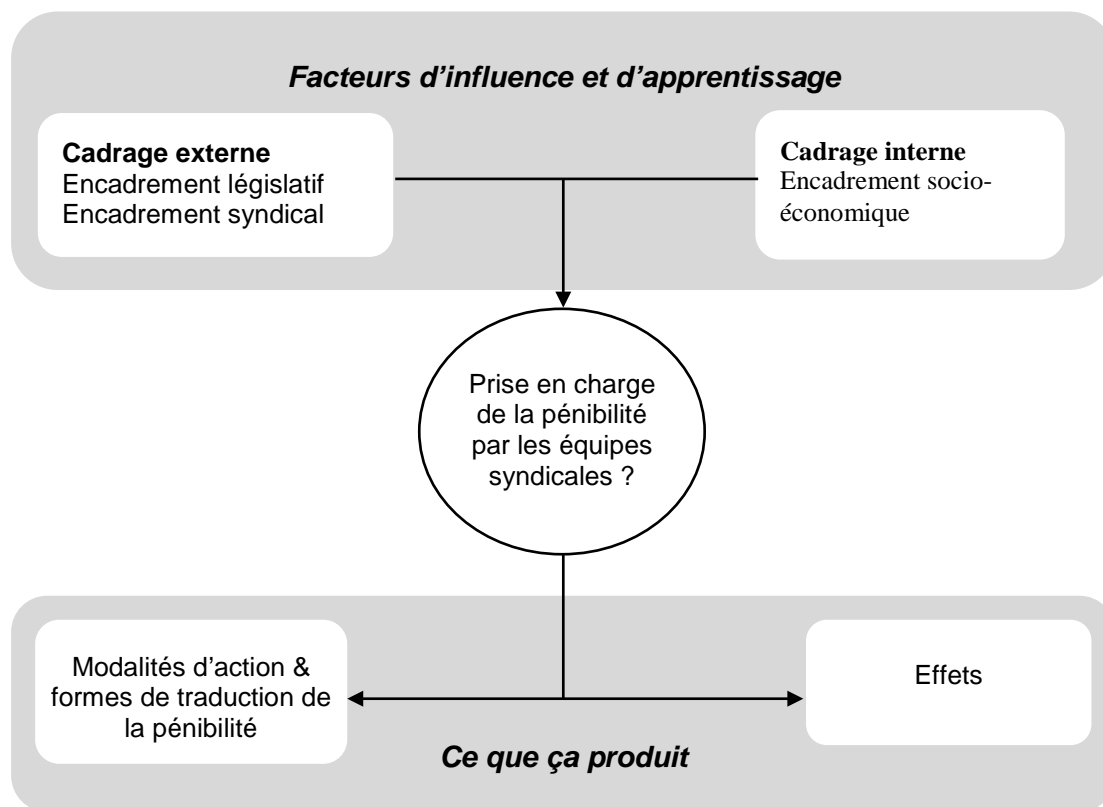 Facteurs d’influence et d’apprentissage
Cadrage externe
Encadrement législatif
Encadrement syndical
Cadrage interne
Encadrement socio-
économique
Prise en charge
de la pénibilité
par les équipes
syndicales ?
Modalités d’action &
formes de traduction de
la pénibilité
Effets
Ce que ça produit